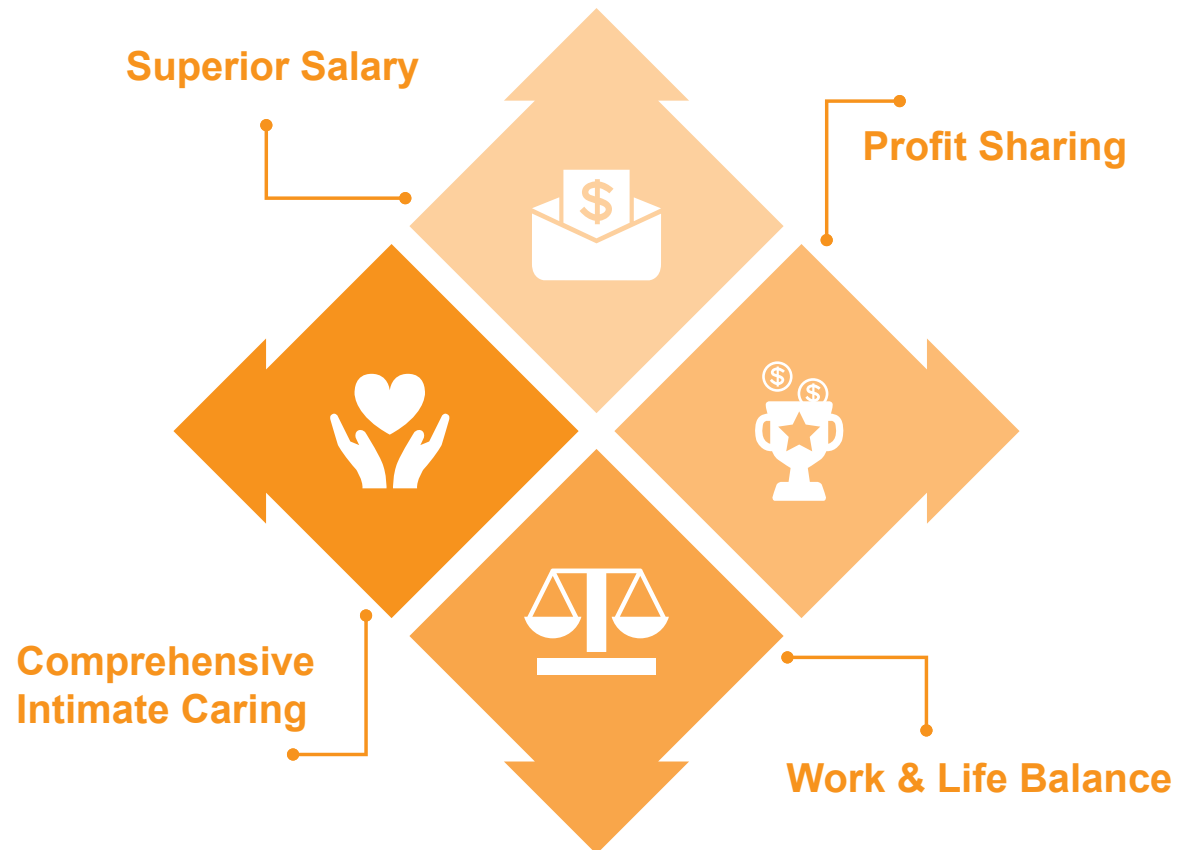 Superior Salary
Profit Sharing
$
$
$
Comprehensive
Intimate Caring
Work & Life Balance